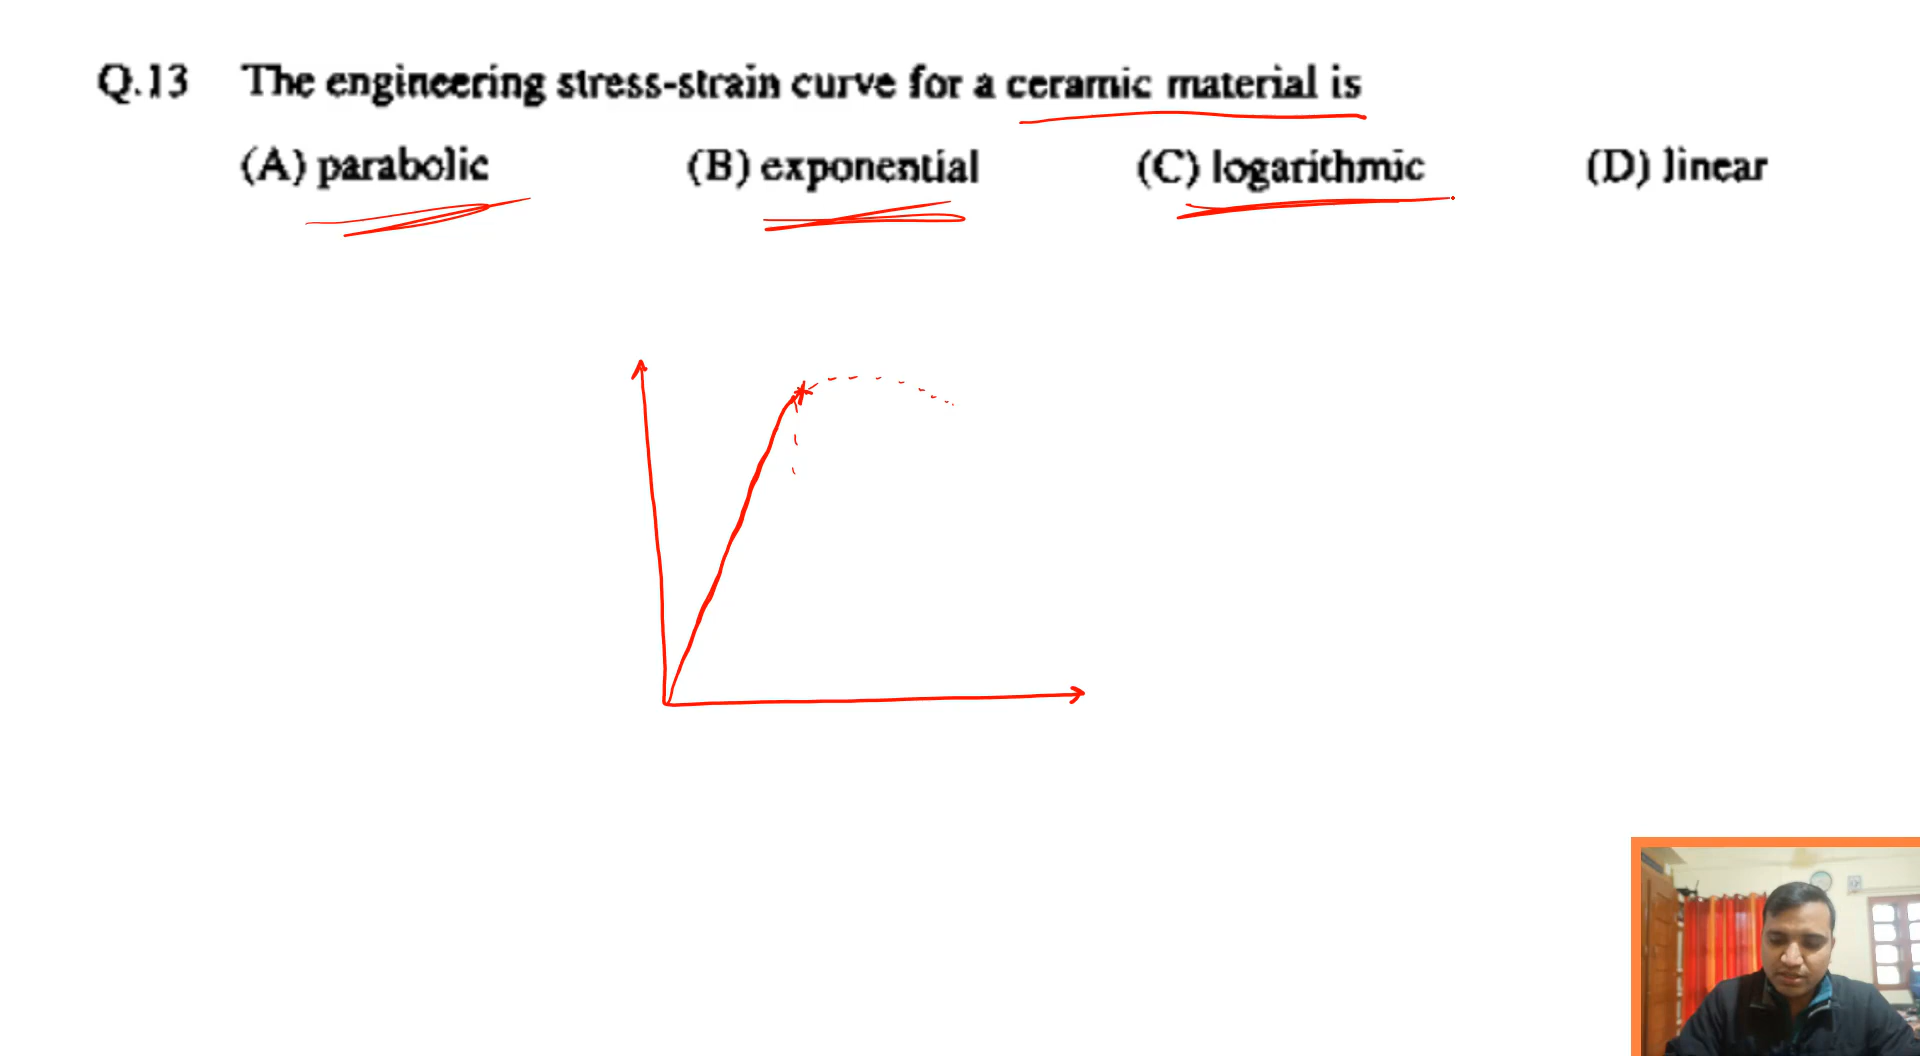 Q.13 The engineering stress-strain curve for a ceramic material is
(A) parabolic (B) exponential (C) logarithmic (D) linear